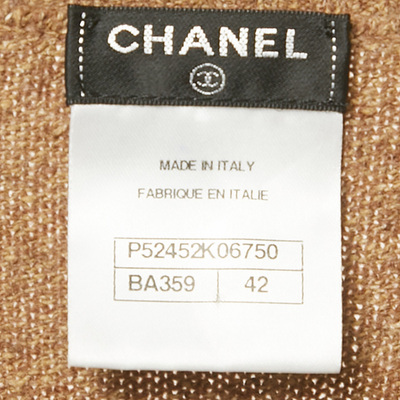 CHANEL
MADE IN ITALY
FABRIQUE EN ITALIE
P52452K06750
BA359 42